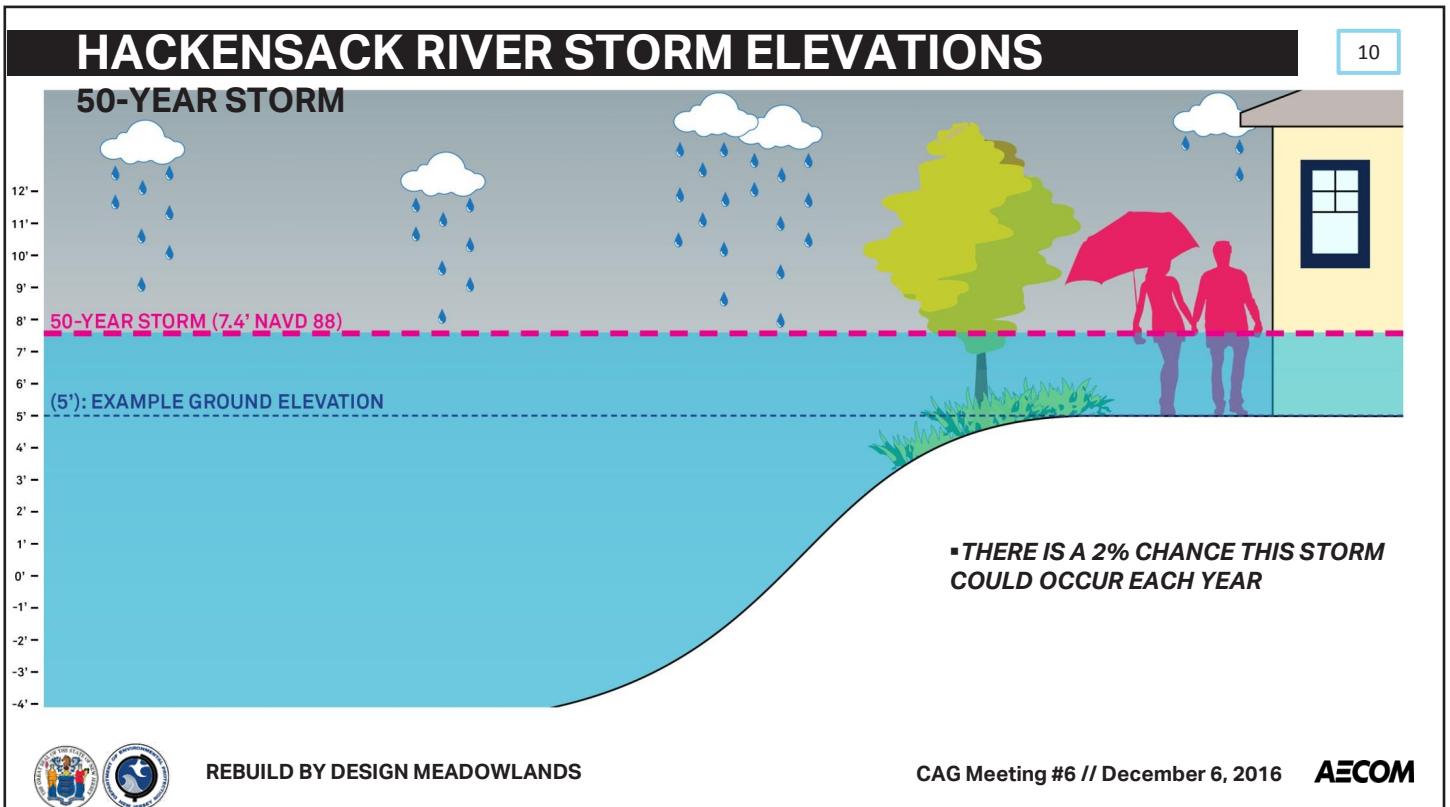 HACKENSACK RIVER STORM ELEVATIONS
10
50-YEAR STORM
12'
11'
10'
9'
8'
50-YEAR STORM (7.4' NAVD 88)
7'
6'
(5'): EXAMPLE GROUND ELEVATION
5'
4'
3'
2'
1'
0'
-1'
-2'
-3'
-4'
▪THERE IS A 2% CHANCE THIS STORM
COULD OCCUR EACH YEAR
REBUILD BY DESIGN MEADOWLANDS
CAG Meeting #6 // December 6, 2016
AECOM